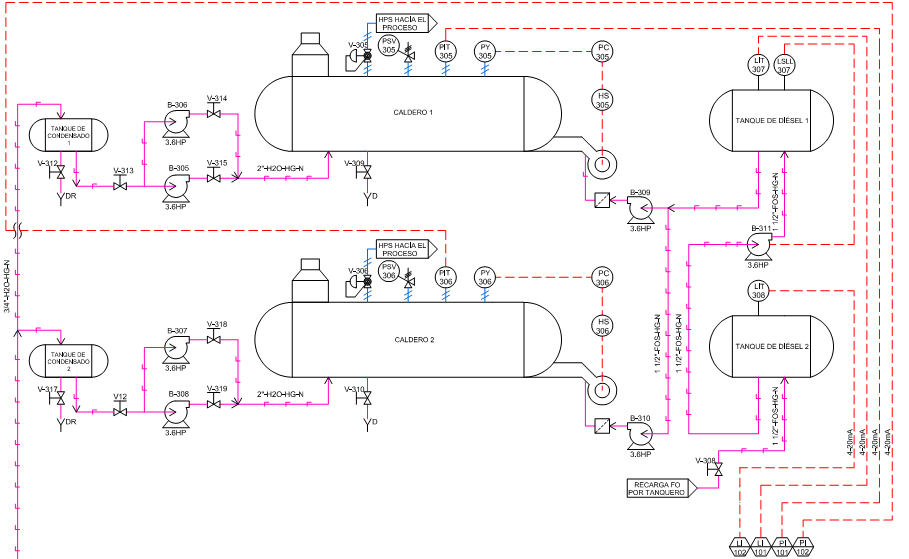 HPS HACÍA EL
PROCESO
V-305
PSV
305
PIT
305
PY
305
PC
305
LIT
307
LSLL
307
HS
305
B-306
3.6HP
V-314
CALDERO 1
TANQUE DE DIÉSEL 1
TANQUE DE
CONDENSADO
1
V-312
V-313
B-305
3.6HP
V-315
2"-H2O-HG-N
V-309
DR
D
B-309
3.6HP
1 1/2"-FOS-HG-N
B-311
3.6HP
3/4"-H2O-HG-N
HPS HACÍA EL
PROCESO
V-306
PSV
306
PIT
306
PY
306
PC
306
LIT
308
HS
306
B-307
3.6HP
V-318
CALDERO 2
TANQUE DE DIÉSEL 2
TANQUE DE
CONDENSADO
2
V-317
V12
B-308
3.6HP
V-319
2"-H2O-HG-N
V-310
DR
D
B-310
3.6HP
1 1/2"-FOS-HG-N
1 1/2"-FOS-HG-N
1 1/2"-FOS-HG-N
V-308
RECARGA FO
POR TANQUERO
4-20mA
4-20mA
4-20mA
4-20mA
LI
102
LI
101
PI
101
PI
102